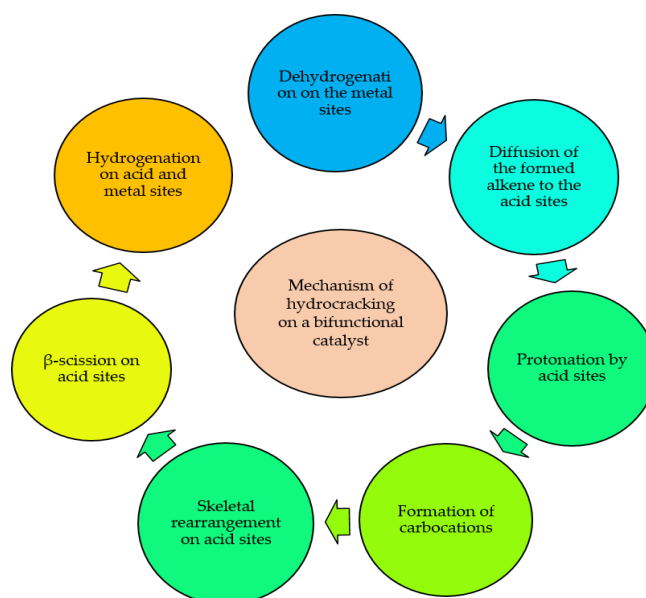 Dehydrogenati
on on the metal
sites
Diffusion of
the formed
alkene to the
acid sites
Protonation by
acid sites
Formation of
carbocations
Skeletal
rearrangement
on acid sites
β-scission on
acid sites
Hydrogenation
on acid and
metal sites
Mechanism of
hydrocracking
on a bifunctional
catalyst